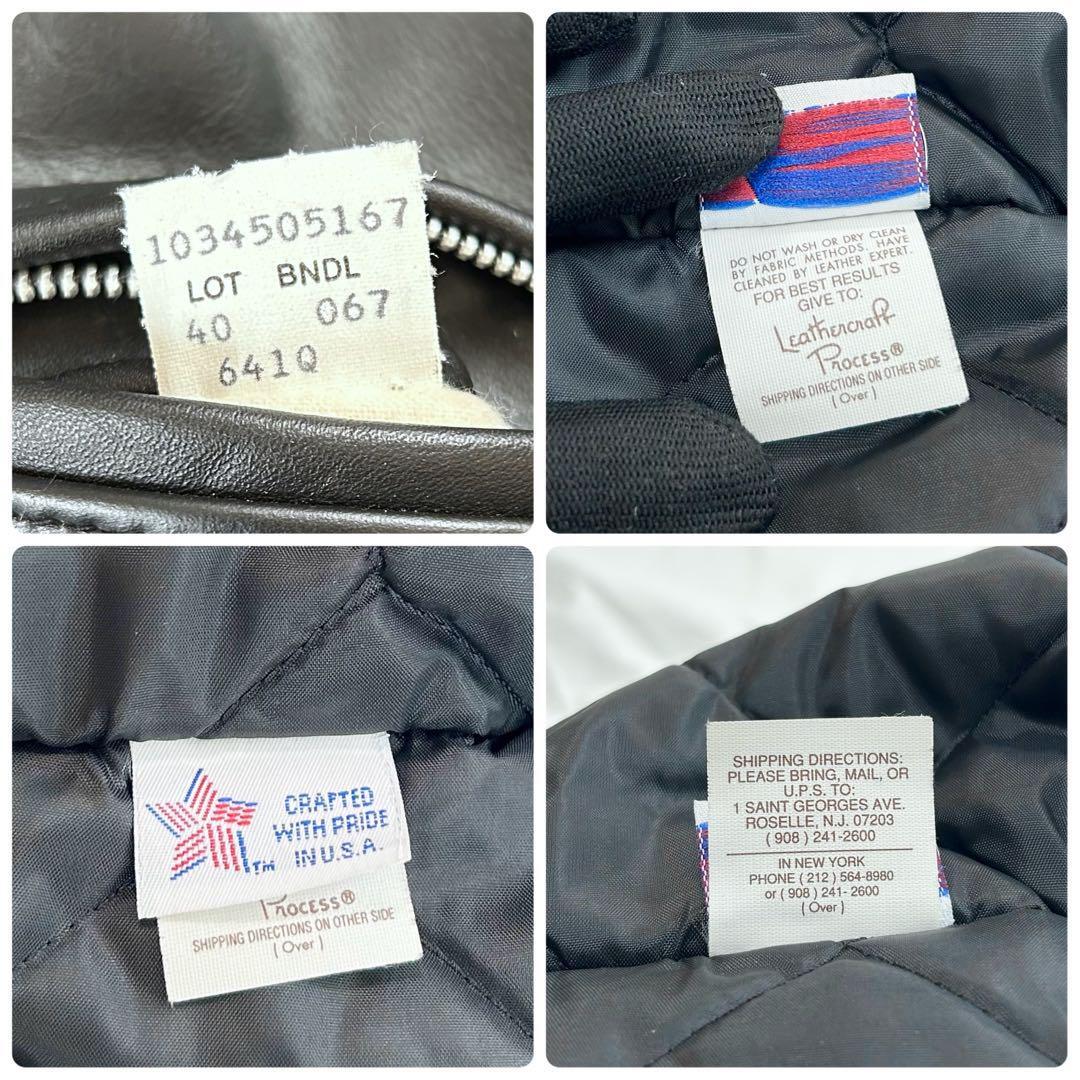 1034505167
LOT BNDL
40 067
641Q
DO NOT WASH OR DRY CLEAN
BY FABRIC METHODS. HAVE
CLEANED BY LEATHER EXPERT.
FOR BEST RESULTS
GIVE TO:
Leathercraft
Process®
SHIPPING DIRECTIONS ON OTHER SIDE
( Over )
CRAFTED
WITH PRIDE
TM IN U.S.A.
Process®
SHIPPING DIRECTIONS ON OTHER SIDE
( Over )
SHIPPING DIRECTIONS:
PLEASE BRING, MAIL, OR
U.P.S. TO:
1 SAINT GEORGES AVE.
ROSELLE, N.J. 07203
( 908 ) 241-2600
IN NEW YORK
PHONE ( 212 ) 564-8980
or ( 908 ) 241- 2600
( Over )